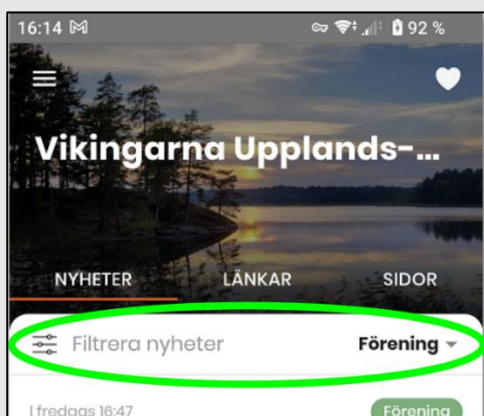 16:14 92 %
Vikingarna Upplands-...
NYHETER LÄNKAR SIDOR
Filtrera nyheter Förening
I fredags 16:47 Förening